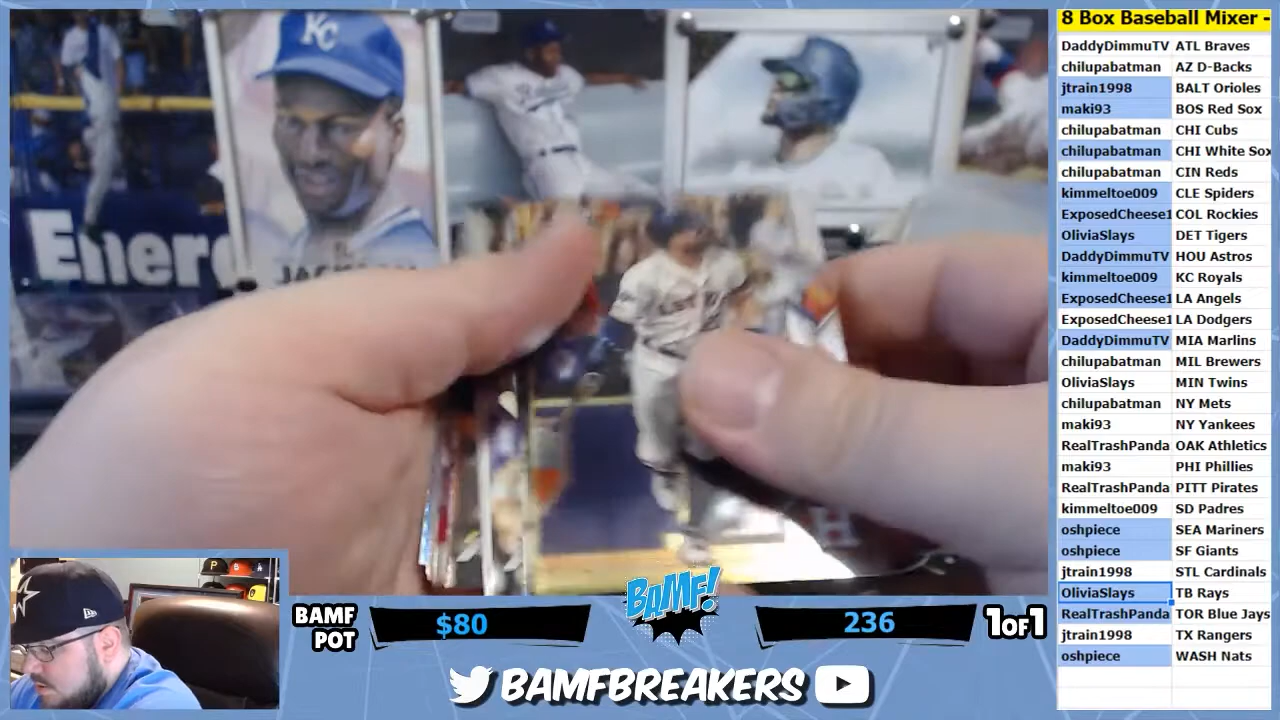 8 Box Baseball Mixer -
DaddyDimmuTV ATL Braves
chilupabatman AZ D-Backs
jtrain1998 BALT Orioles
maki93 BOS Red Sox
chilupabatman CHI Cubs
chilupabatman CHI White Sox
chilupabatman CIN Reds
kimmeltoe009 CLE Spiders
ExposedCheese1 COL Rockies
OliviaSlays DET Tigers
DaddyDimmuTV HOU Astros
kimmeltoe009 KC Royals
ExposedCheese1 LA Angels
ExposedCheese1 LA Dodgers
DaddyDimmuTV MIA Marlins
chilupabatman MIL Brewers
OliviaSlays MIN Twins
chilupabatman NY Mets
maki93 NY Yankees
RealTrashPanda OAK Athletics
maki93 PHI Phillies
RealTrashPanda PITT Pirates
kimmeltoe009 SD Padres
oshpiece SEA Mariners
oshpiece SF Giants
jtrain1998 STL Cardinals
OliviaSlays TB Rays
RealTrashPanda TOR Blue Jays
jtrain1998 TX Rangers
oshpiece WASH Nats
KC
Ener
BAMF POT
$80
BAMF!
236
1OF1
BAMFBREAKERS